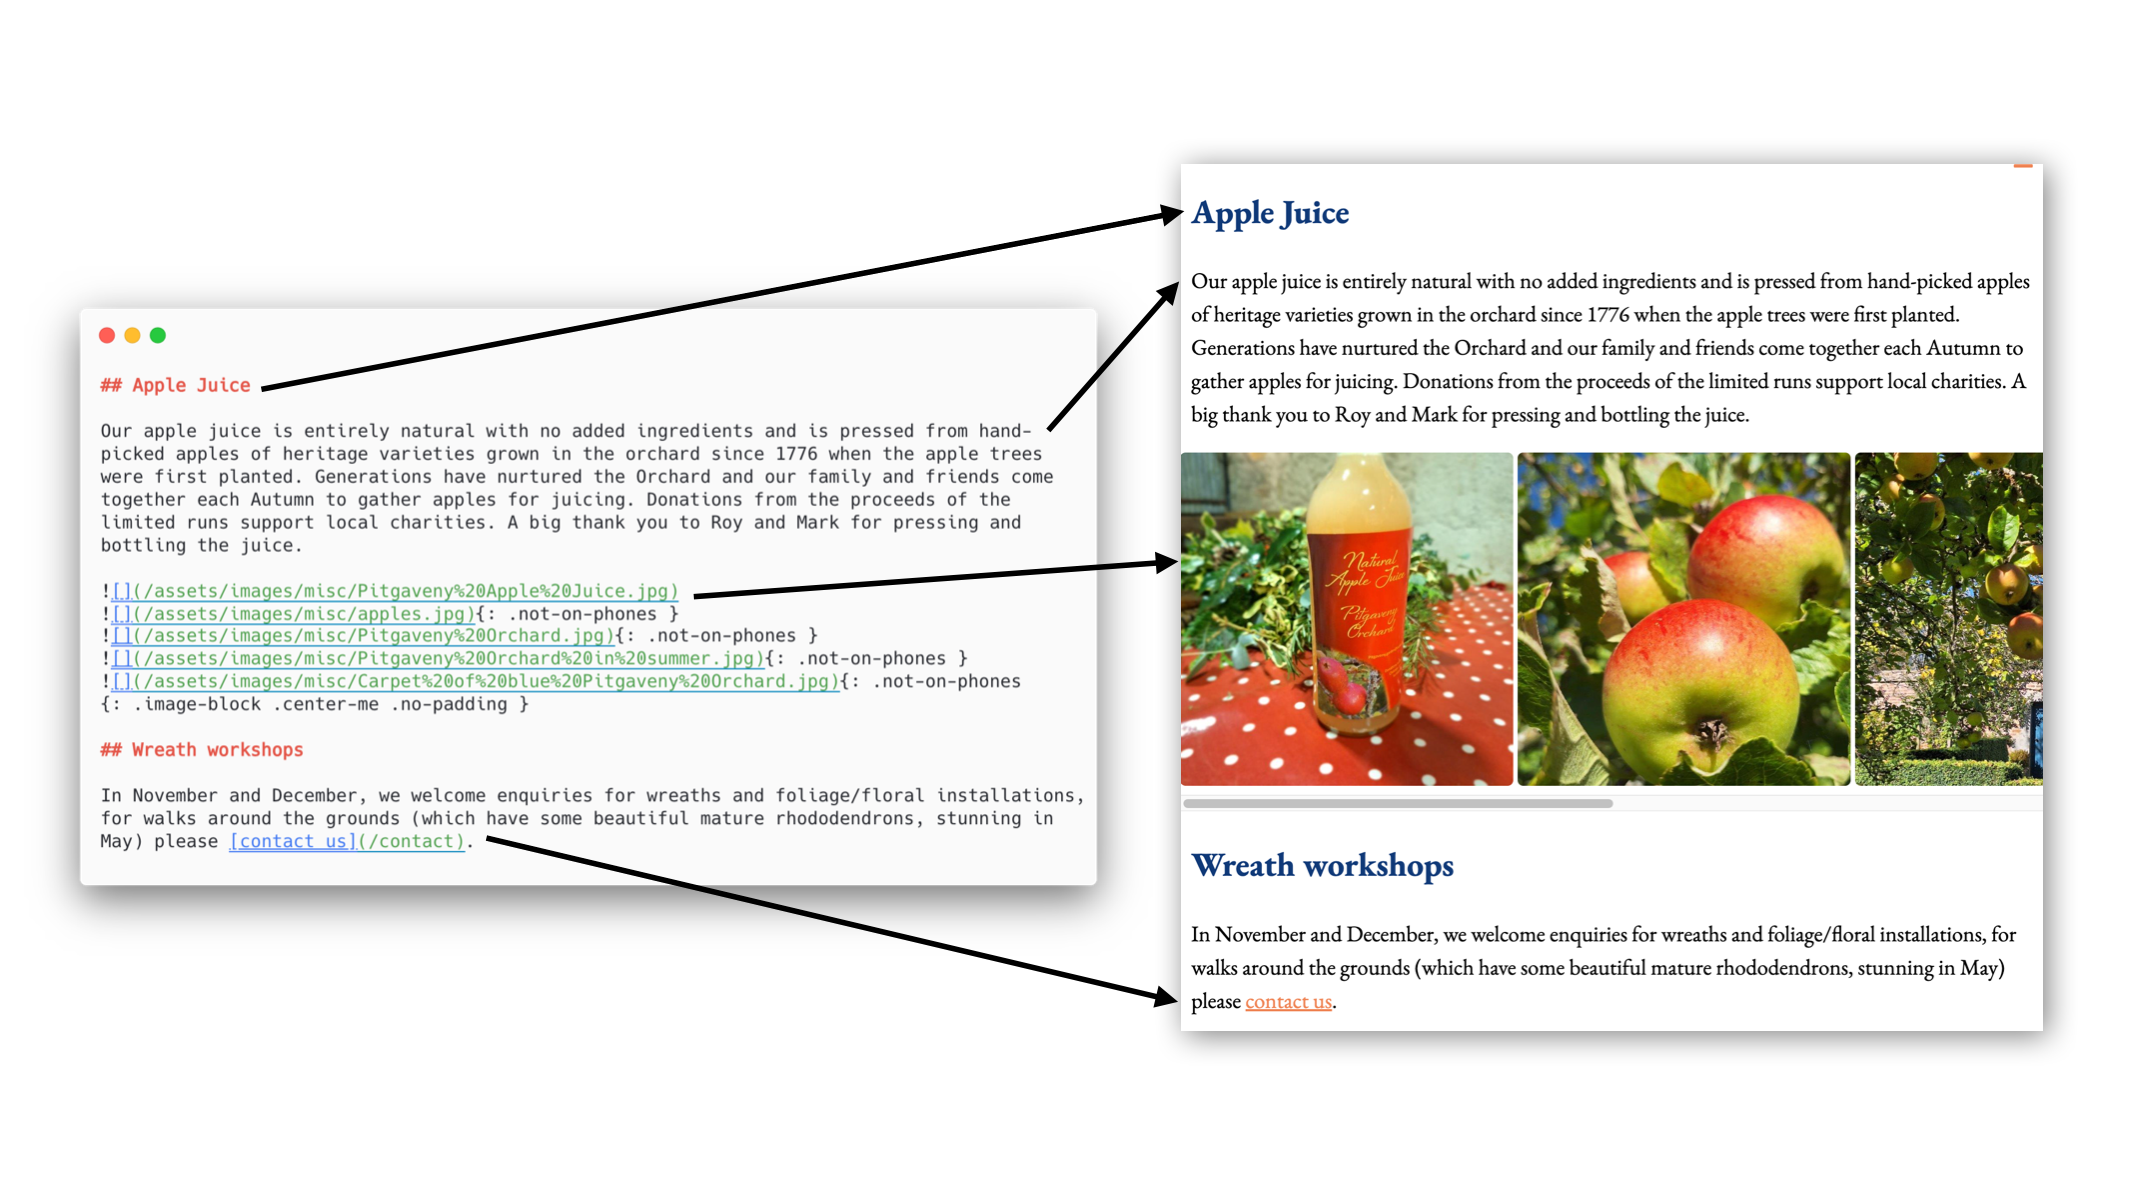 ## Apple Juice
Our apple juice is entirely natural with no added ingredients and is pressed from hand-
picked apples of heritage varieties grown in the orchard since 1776 when the apple trees
were first planted. Generations have nurtured the Orchard and our family and friends come
together each Autumn to gather apples for juicing. Donations from the proceeds of the
limited runs support local charities. A big thank you to Roy and Mark for pressing and
bottling the juice.
![](/assets/images/misc/Pitgaveny%20Apple%20Juice.jpg)
![](/assets/images/misc/apples.jpg){: .not-on-phones }
![](/assets/images/misc/Pitgaveny%20Orchard.jpg){: .not-on-phones }
![](/assets/images/misc/Pitgaveny%20Orchard%20in%20summer.jpg){: .not-on-phones }
![](/assets/images/misc/Carpet%20of%20blue%20Pitgaveny%20Orchard.jpg){: .not-on-phones
{: .image-block .center-me .no-padding }
## Wreath workshops
In November and December, we welcome enquiries for wreaths and foliage/floral installations,
for walks around the grounds (which have some beautiful mature rhododendrons, stunning in
May) please [contact us](/contact).
Apple Juice
Our apple juice is entirely natural with no added ingredients and is pressed from hand-picked apples
of heritage varieties grown in the orchard since 1776 when the apple trees were first planted.
Generations have nurtured the Orchard and our family and friends come together each Autumn to
gather apples for juicing. Donations from the proceeds of the limited runs support local charities. A
big thank you to Roy and Mark for pressing and bottling the juice.
Natural
Apple Juice
Pitgaveny
Orchard
Wreath workshops
In November and December, we welcome enquiries for wreaths and foliage/floral installations, for
walks around the grounds (which have some beautiful mature rhododendrons, stunning in May)
please contact us.